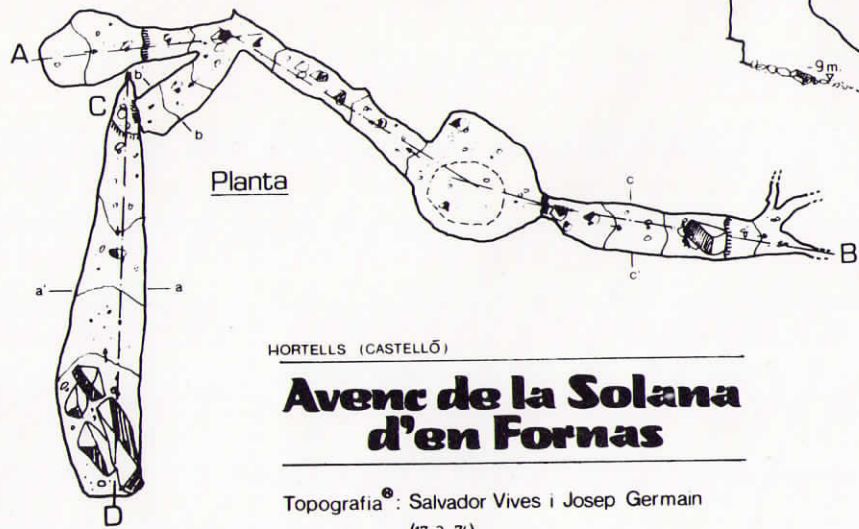 A
-9m.
b
C
b
Planta
c
B
a'
a
c'
HORTELLS (CASTELLÓ)
Avenc de la Solana
d'en Fornas
D
Topografia®: Salvador Vives i Josep Germain